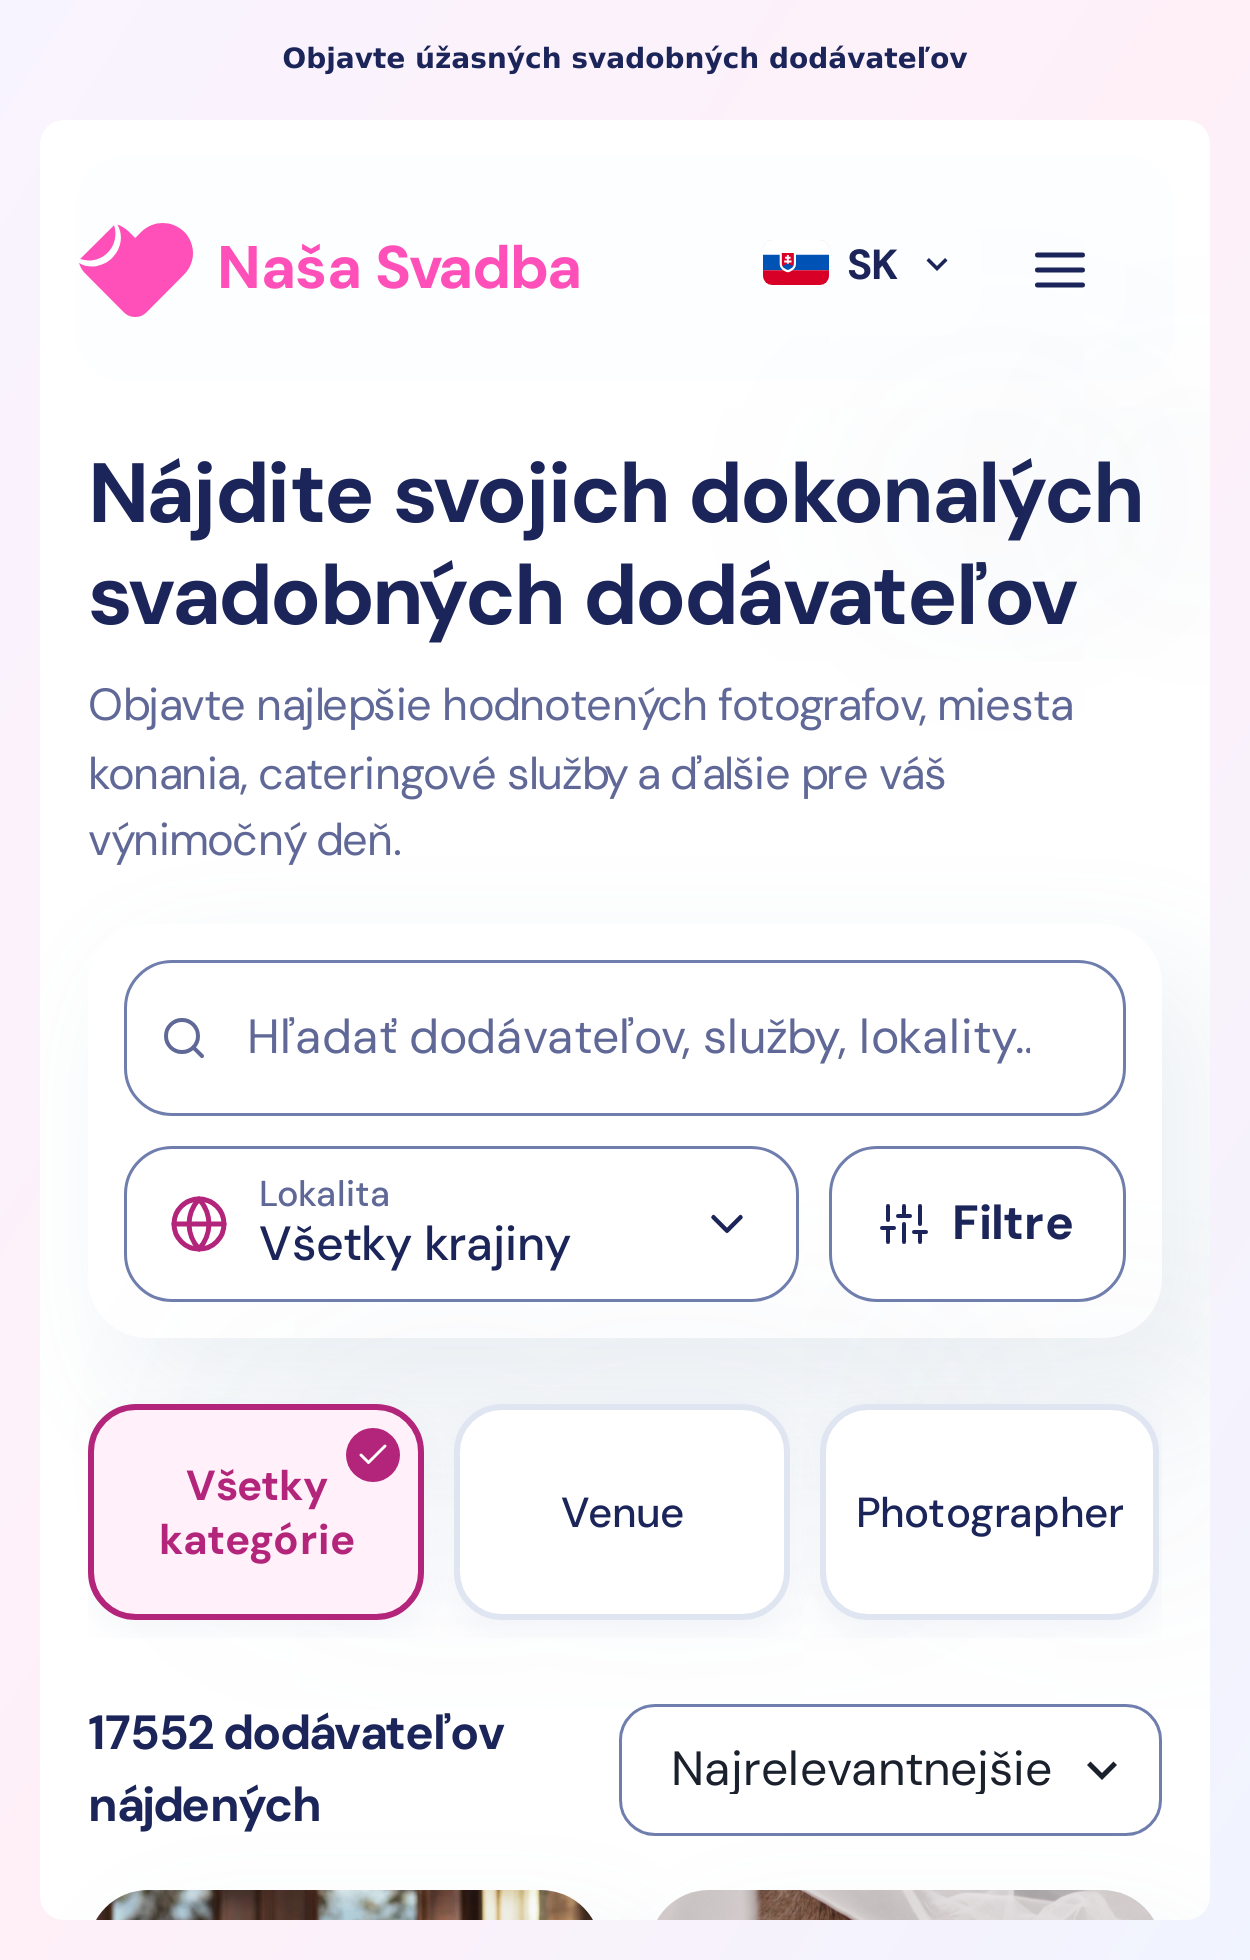 Objavte úžasných svadobných dodávateľov
Naša Svadba
SK
Nájdite svojich dokonalých
svadobných dodávateľov
Objavte najlepšie hodnotených fotografov, miesta
konania, cateringové služby a ďalšie pre váš
výnimočný deň.
Hľadať dodávateľov, služby, lokality..
Lokalita
Všetky krajiny
Filtre
Všetky
kategórie
Venue
Photographer
17552 dodávateľov
nájdených
Najrelevantnejšie